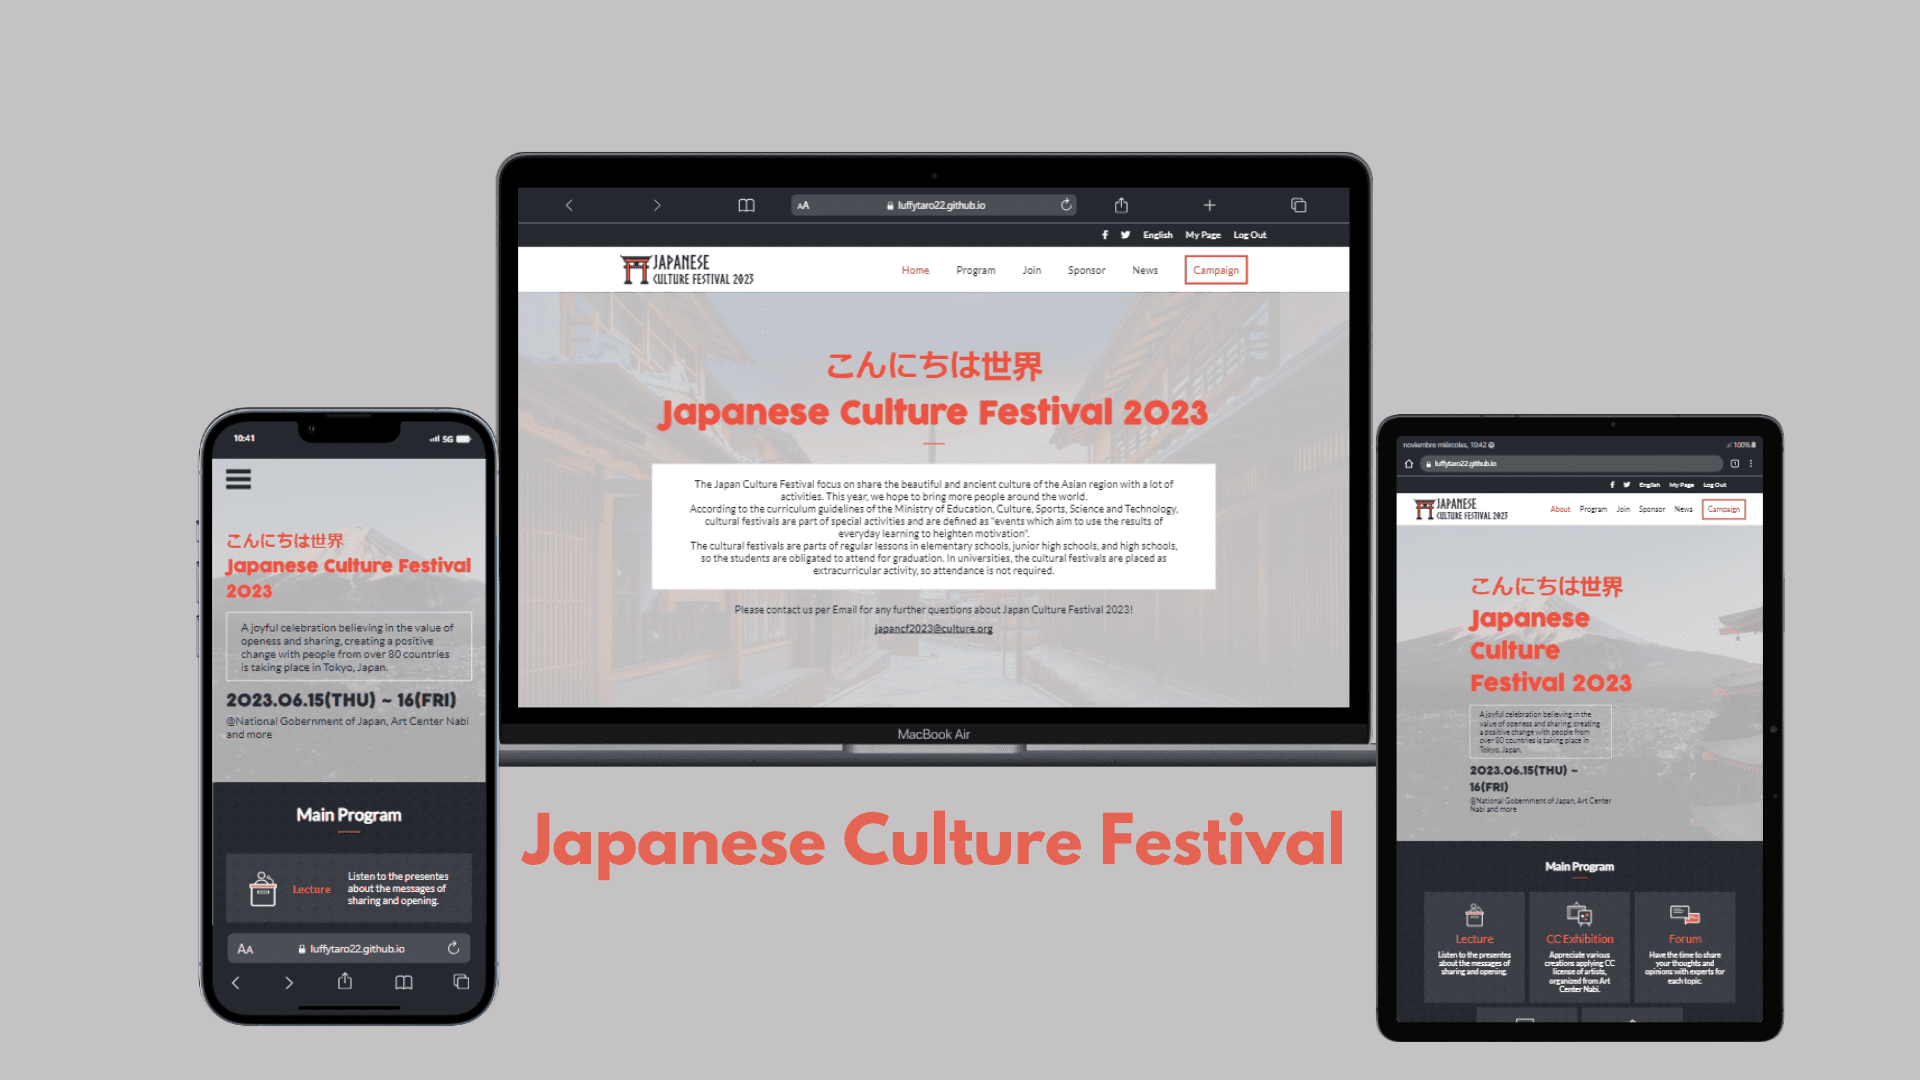 AA
luffytaro22.github.io
English My Page Log Out
JAPANESE
CULTURE FESTIVAL 2023
Home Program Join Sponsor News Campaign
こんにちは世界
Japanese Culture Festival 2023
The Japan Culture Festival focus on share the beautiful and ancient culture of the Asian region with a lot of
activities. This year, we hope to bring more people around the world.
According to the curriculum guidelines of the Ministry of Education, Culture, Sports, Science and Technology,
cultural festivals are part of special activities and are defined as "events which aim to use the results of
everyday learning to heighten motivation".
The cultural festivals are parts of regular lessons in elementary schools, junior high schools, and high schools,
so the students are obligated to attend for graduation. In universities, the cultural festivals are placed as
extracurricular activity, so attendance is not required.
Please contact us per Email for any further questions about Japan Culture Festival 2023!
japancf2023@culture.org
MacBook Air
Japanese Culture Festival
10:41
5G
こんにちは世界
Japanese Culture Festival
2023
A joyful celebration believing in the value of
openess and sharing, creating a positive
change with people from over 80 countries
is taking place in Tokyo, Japan.
2023.06.15(THU) ~ 16(FRI)
@National Gobernment of Japan, Art Center Nabi
and more
Main Program
Lecture
Listen to the presentes
about the messages of
sharing and opening.
AA
luffytaro22.github.io
noviembre miércoles, 10:42
100%
luffytaro22.github.io
English My Page Log Out
JAPANESE
CULTURE FESTIVAL 2023
About Program Join Sponsor News Campaign
こんにちは世界
Japanese
Culture
Festival 2023
A joyful celebration believing in the
value of openess and sharing, creating
a positive change with people from
over 80 countries is taking place in
Tokyo, Japan.
2023.06.15(THU) ~
16(FRI)
@National Gobernment of Japan, Art Center
Nabi and more
Main Program
Lecture
Listen to the presentes
about the messages of
sharing and opening.
CC Exhibition
Appreciate various
creations applying CC
license of artists,
organized from Art
Center Nabi.
Forum
Have the time to share
your thoughts and
opinions with experts for
each topic.